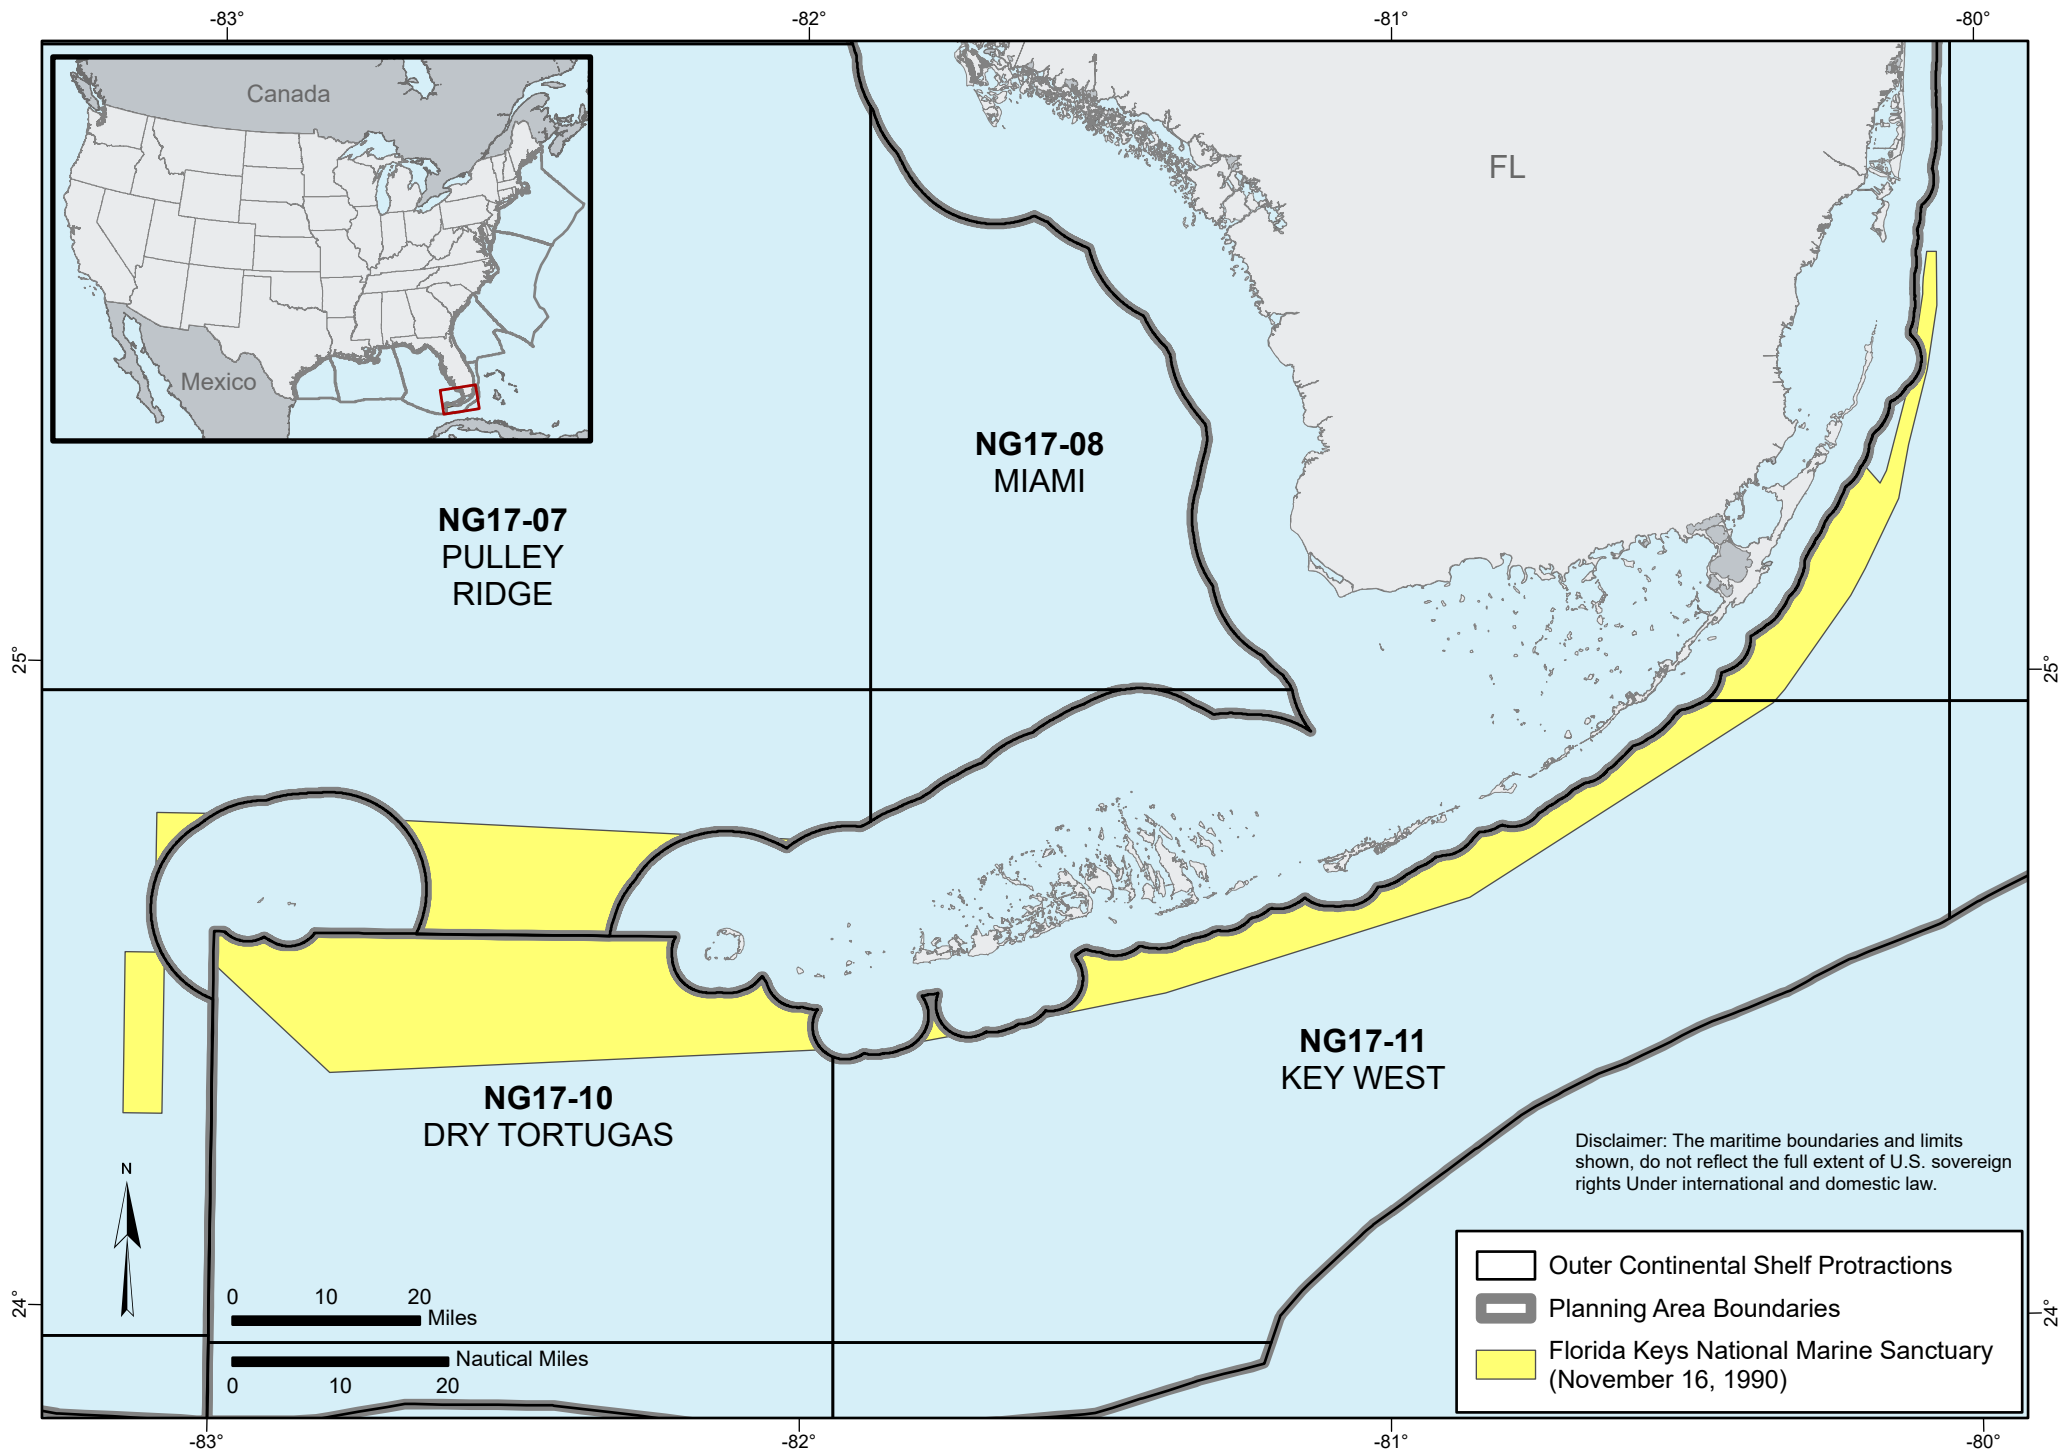 -83°
-82°
-81°
-80°
Canada
Mexico
FL
NG17-08
MIAMI
NG17-07
PULLEY
RIDGE
25°
25°
NG17-11
KEY WEST
NG17-10
DRY TORTUGAS
Disclaimer: The maritime boundaries and limits
shown, do not reflect the full extent of U.S. sovereign
rights Under international and domestic law.
N
0 10 20
Miles
Nautical Miles
0 10 20
24°
24°
Outer Continental Shelf Protractions
Planning Area Boundaries
Florida Keys National Marine Sanctuary
(November 16, 1990)
-83°
-82°
-81°
-80°